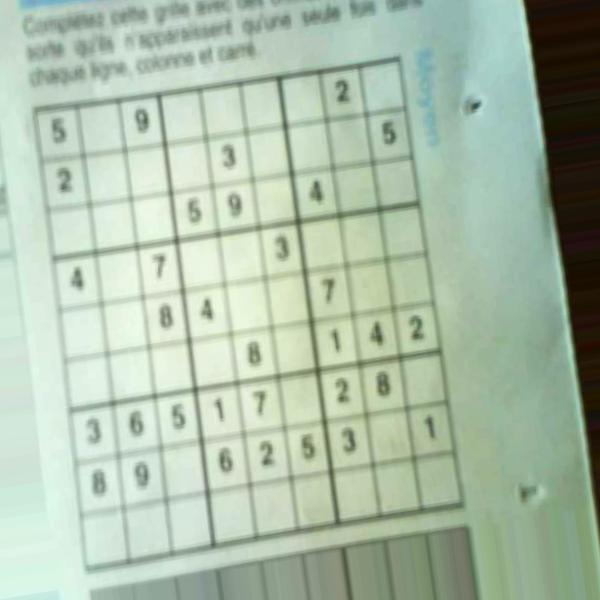 Complétez cette grille avec des
sorte qu'ils n'apparaissent qu'une seule fois dans
chaque ligne, colonne et carré.
Moyen
5 9 2
2 3 5
5 9 4
4 7 3
8 4 7
8 1 4 2
3 6 5 1 7 2 8
8 9 6 2 5 3 1